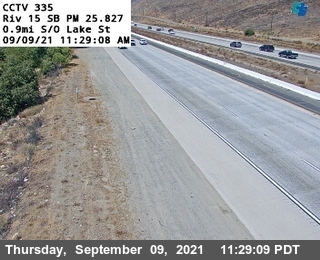 CCTV 335
Riv 15 SB PM 25.827
0.9mi S/O Lake St
09/09/21 11:29:08 AM
Thursday, September 09, 2021 11:29:09 PDT